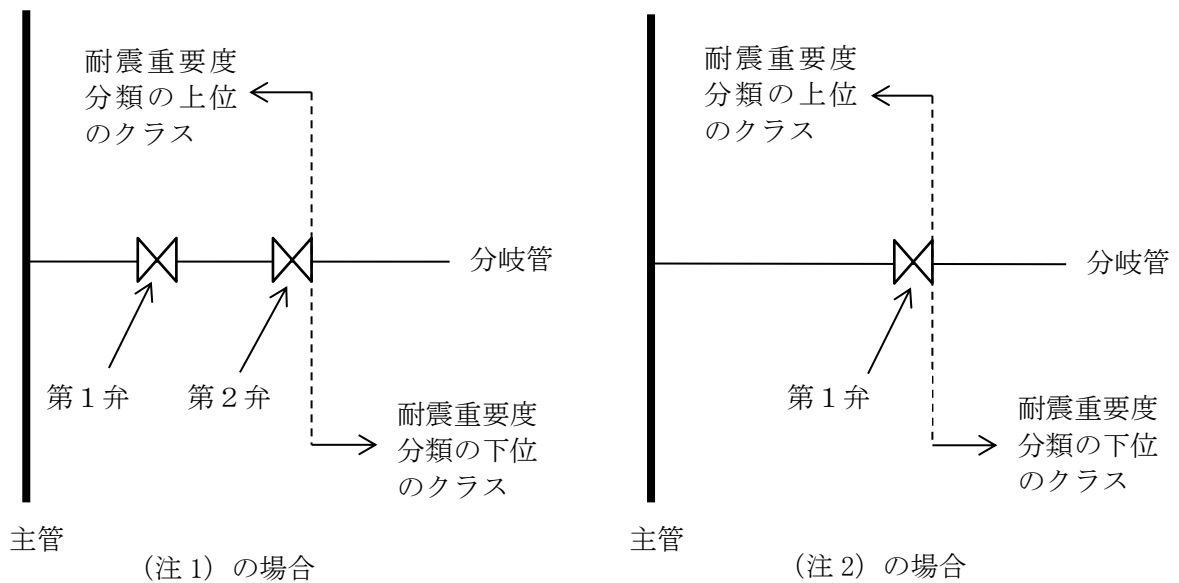 耐震重要度
分類の上位
のクラス
分岐管
第１弁
第２弁
耐震重要度
分類の下位
のクラス
主管
（注 1）の場合
耐震重要度
分類の上位
のクラス
分岐管
第１弁
耐震重要度
分類の下位
のクラス
主管
（注 2）の場合